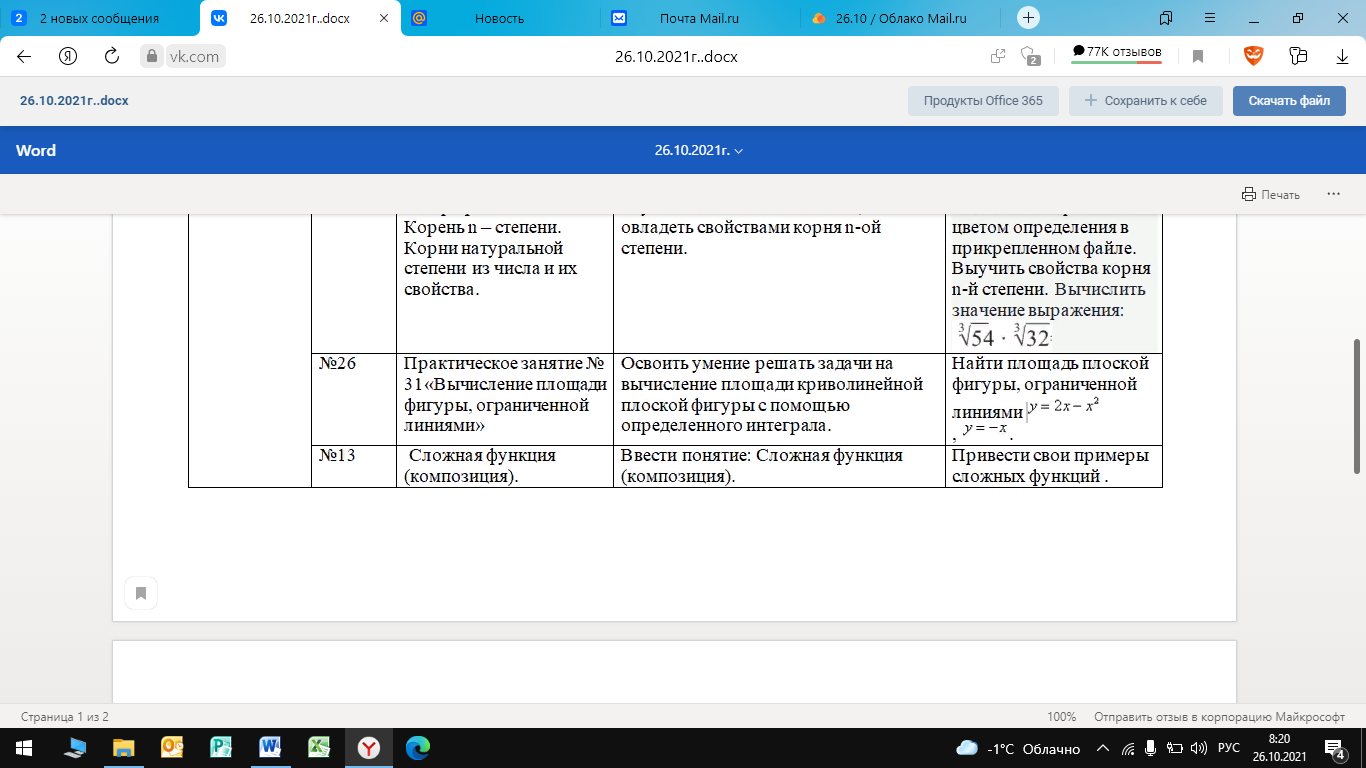 2 2 новых сообщения
26.10.2021г..docx
Новость
Почта Mail.ru
26.10 / Облако Mail.ru
vk.com
26.10.2021г..docx
2
77К отзывов
26.10.2021г..docx
Продукты Office 365
Сохранить к себе
Скачать файл
Word
26.10.2021г.
Печать
Корень n – степени.
Корни натуральной
степени из числа и их
свойства.
овладеть свойствами корня n-ой
степени.
цветом определения в
прикрепленном файле.
Выучить свойства корня
n-й степени. Вычислить
значение выражения:
∛54 · ∛32
№26
Практическое занятие №
31«Вычисление площади
фигуры, ограниченной
линиями»
Освоить умение решать задачи на
вычисление площади криволинейной
плоской фигуры с помощью
определенного интеграла.
Найти площадь плоской
фигуры, ограниченной
линиями y = 2x − x²
, y = −x .
№13
Сложная функция
(композиция).
Ввести понятие: Сложная функция
(композиция).
Привести свои примеры
сложных функций .
Страница 1 из 2
100%
Отправить отзыв в корпорацию Майкрософт
-1°C Облачно
РУС
8:20
26.10.2021
4